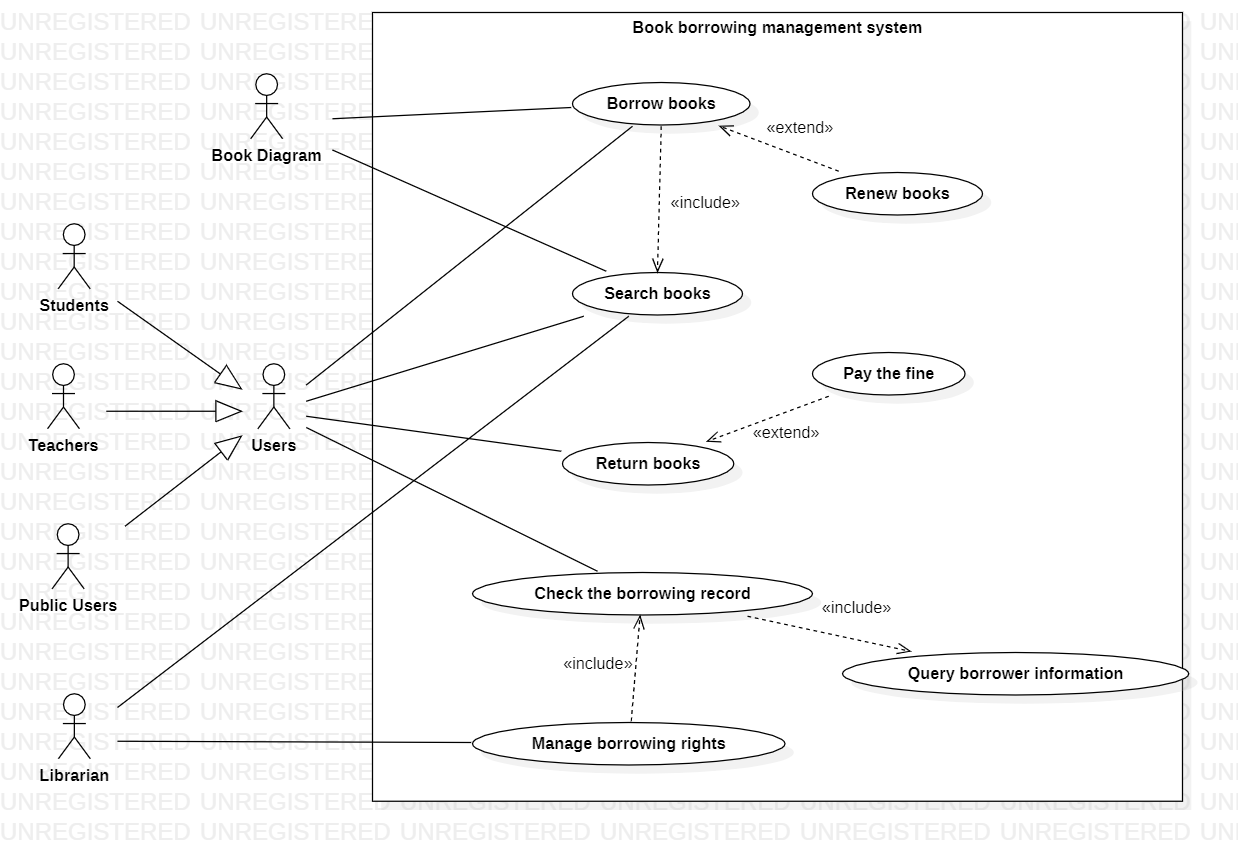 Book borrowing management system
Borrow books
«extend»
Book Diagram
Renew books
«include»
Students
Search books
Pay the fine
Teachers
Users
«extend»
Return books
Public Users
Check the borrowing record
«include»
«include»
Query borrower information
Manage borrowing rights
Librarian
UNREGISTERED UNREGISTERED UNREGISTERED UNREGISTERED UNREGISTERED UNREGISTERED UN